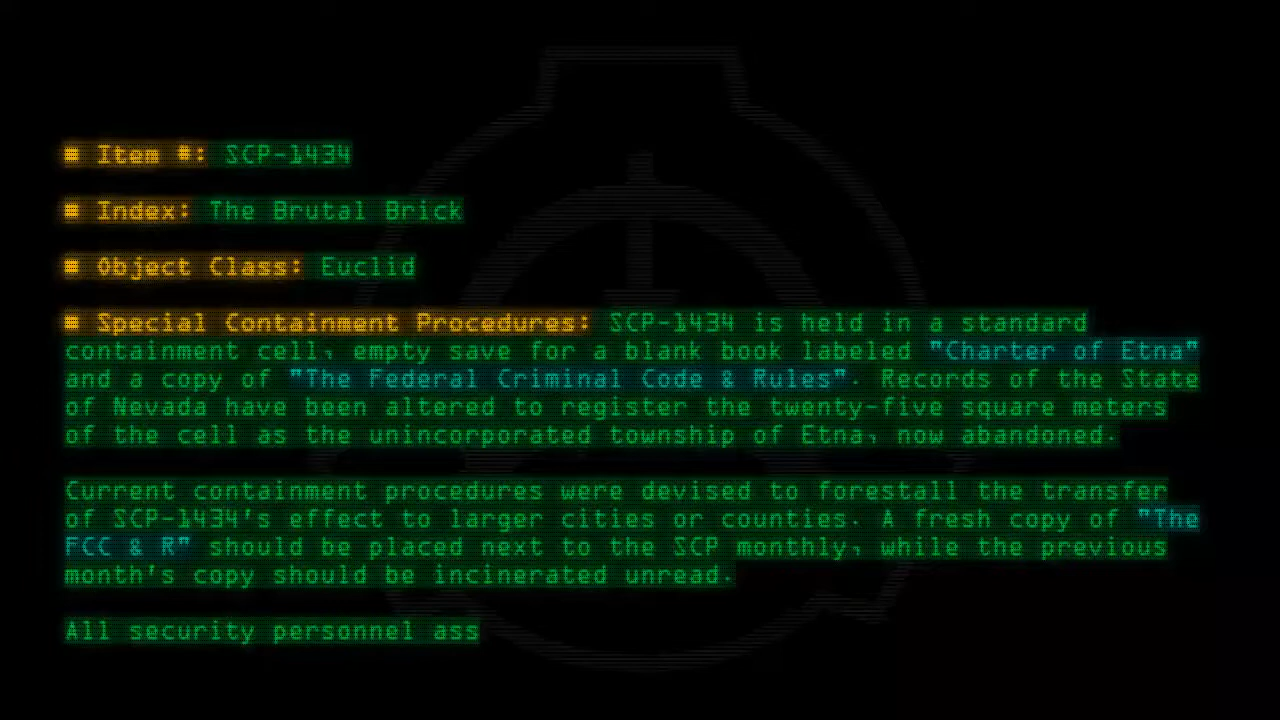 ■ Item #: SCP-1434
■ Index: The Brutal Brick
■ Object Class: Euclid
■ Special Containment Procedures: SCP-1434 is held in a standard
containment cell, empty save for a blank book labeled "Charter of Etna"
and a copy of "The Federal Criminal Code & Rules". Records of the State
of Nevada have been altered to register the twenty-five square meters
of the cell as the unincorporated township of Etna, now abandoned.
Current containment procedures were devised to forestall the transfer
of SCP-1434's effect to larger cities or counties. A fresh copy of "The
FCC & R" should be placed next to the SCP monthly, while the previous
month's copy should be incinerated unread.
All security personnel ass